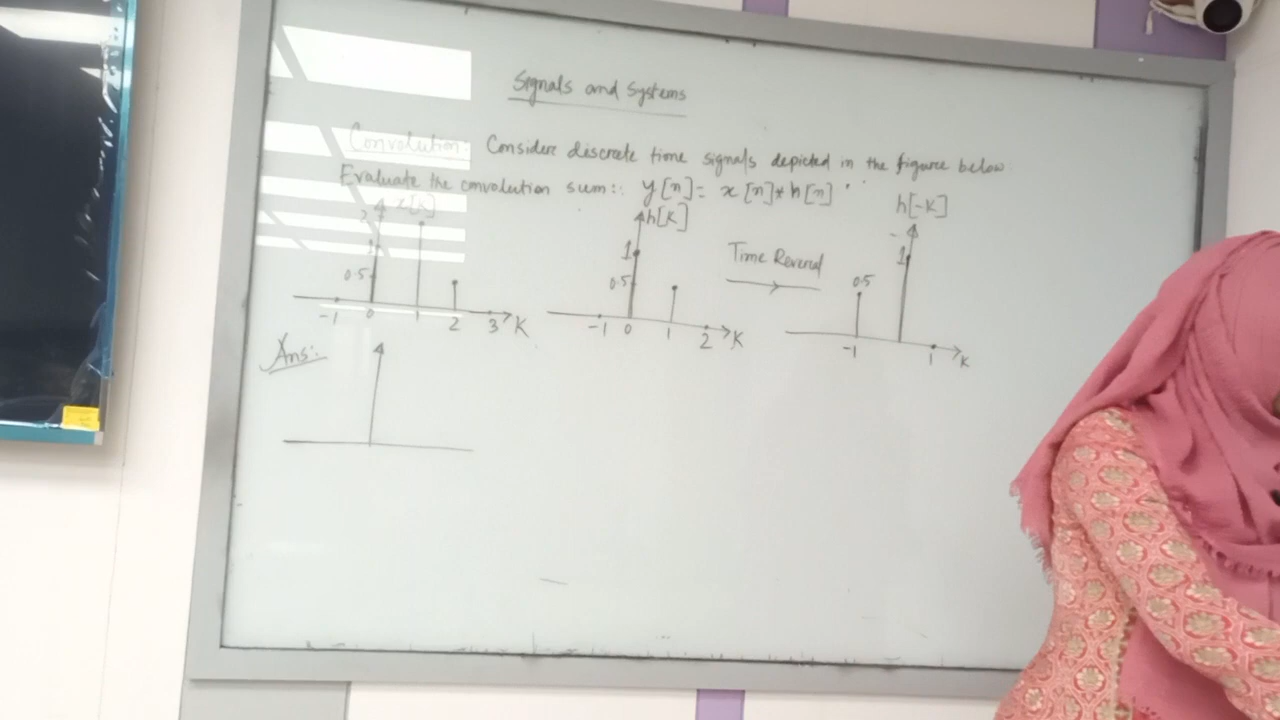 Signals and Systems
Convolution: Consider discrete time signals depicted in the figure below.
Evaluate the convolution sum:: y[n] = x[n]*h[n]
2 x[k]
1
0.5
-1 0 1 2 3 K
h[k]
1
0.5
-1 0 1 2 K
Time Reversal
h[-k]
1
0.5
-1 1 K
Ans: